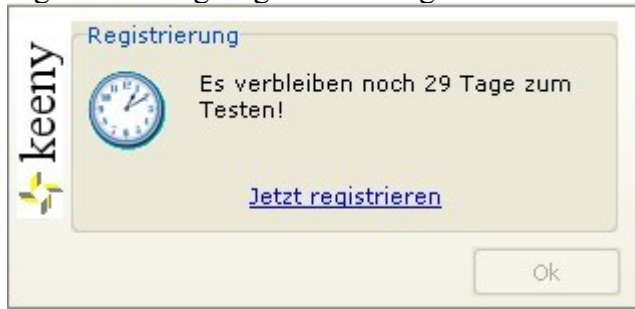 Registrierung
Es verbleiben noch 29 Tage zum
Testen!
Jetzt registrieren
Ok
keeny